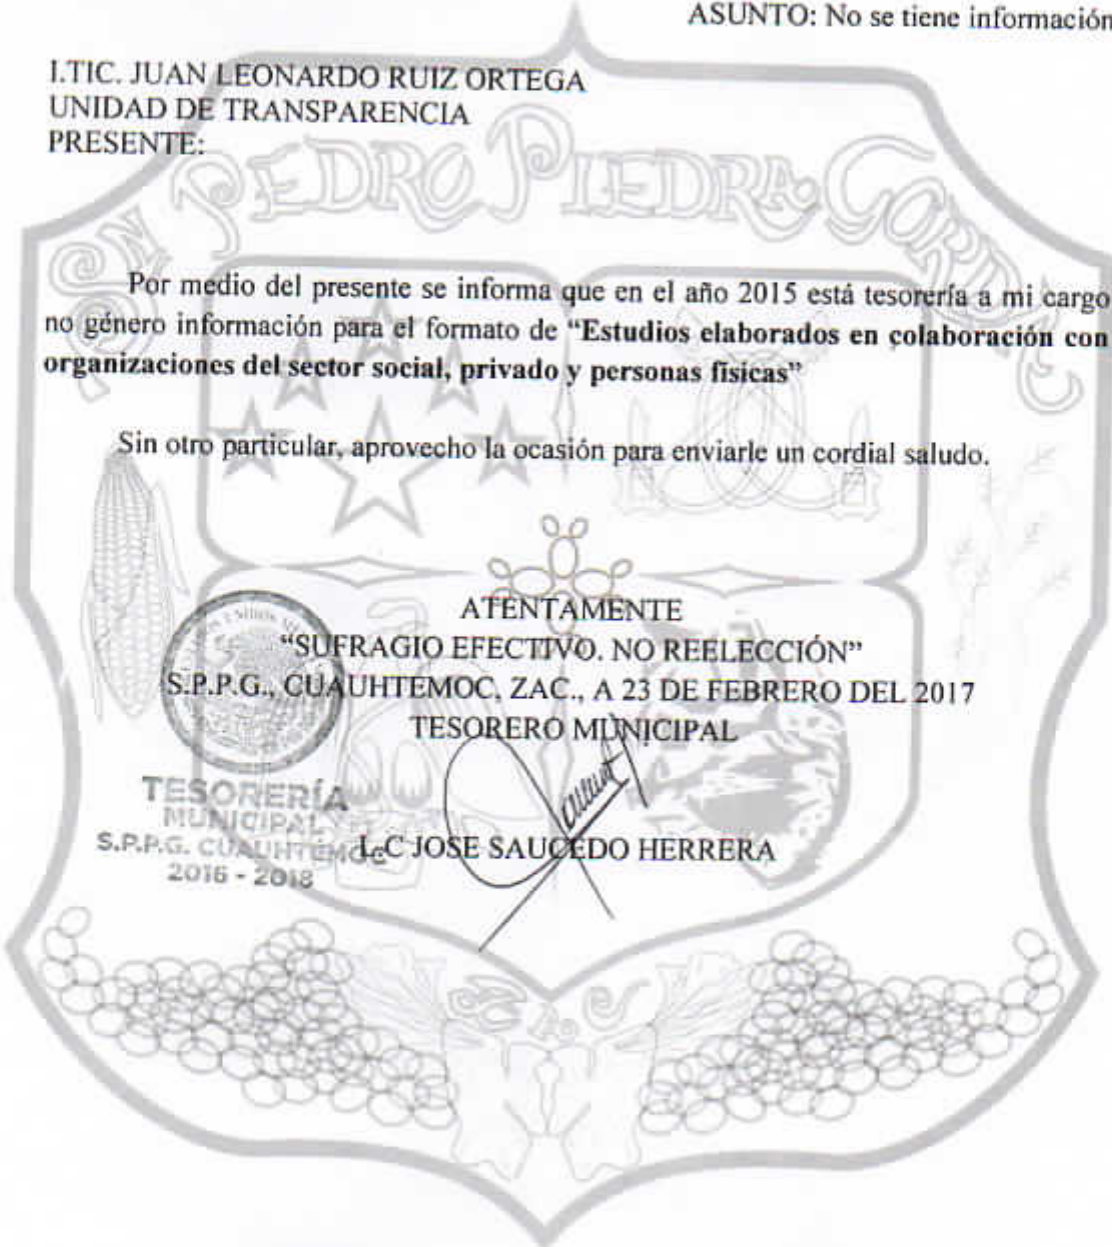 ASUNTO: No se tiene información
I.TIC. JUAN LEONARDO RUIZ ORTEGA
UNIDAD DE TRANSPARENCIA
PRESENTE:
SN PEDRO PIEDRA GORDA
Por medio del presente se informa que en el año 2015 está tesorería a mi cargo
no género información para el formato de “Estudios elaborados en colaboración con
organizaciones del sector social, privado y personas físicas”
Sin otro particular, aprovecho la ocasión para enviarle un cordial saludo.
ATENTAMENTE
“SUFRAGIO EFECTIVO. NO REELECCIÓN”
S.P.P.G., CUAUHTEMOC, ZAC., A 23 DE FEBRERO DEL 2017
TESORERO MUNICIPAL
TESORERÍA
MUNICIPAL
S.P.P.G. CUAUHTÉMOC
2016 - 2018
L.C JOSE SAUCEDO HERRERA